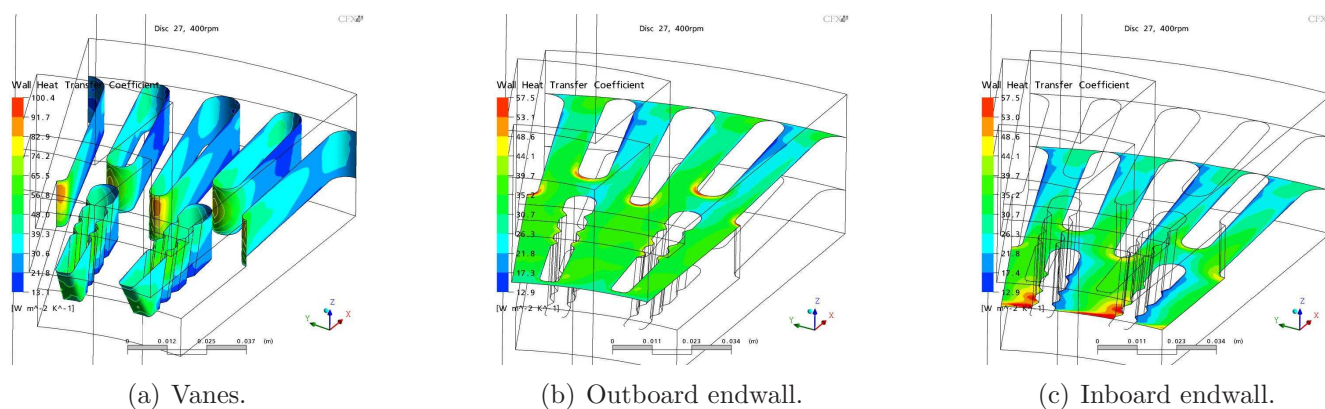 CFX
Disc 27, 400rpm
Wall Heat Transfer Coefficient
100.4
91.7
82.9
74.2
65.5
56.8
48.0
39.3
30.6
21.8
13.1
[W m^-2 K^-1]
Z
Y
X
0 0.012 0.025 0.037 (m)
(a) Vanes.
CFX
Disc 27, 400rpm
Wall Heat Transfer Coefficient
57.5
53.1
48.6
44.1
39.7
35.2
30.7
26.3
21.8
17.3
12.9
[W m^-2 K^-1]
Z
Y
X
0 0.011 0.023 0.034 (m)
(b) Outboard endwall.
CFX
Disc 27, 400rpm
Wall Heat Transfer Coefficient
57.5
53.0
48.6
44.1
39.7
35.2
30.7
26.3
21.8
17.4
12.9
[W m^-2 K^-1]
Z
Y
X
0 0.011 0.023 0.034 (m)
(c) Inboard endwall.